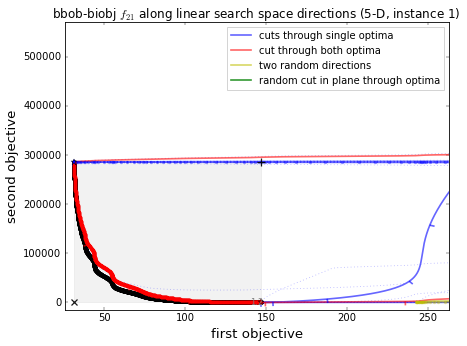 bbob-biobj f21 along linear search space directions (5-D, instance 1)
cuts through single optima
cut through both optima
two random directions
random cut in plane through optima
second objective
500000
400000
300000
200000
100000
0
50
100
150
200
250
first objective